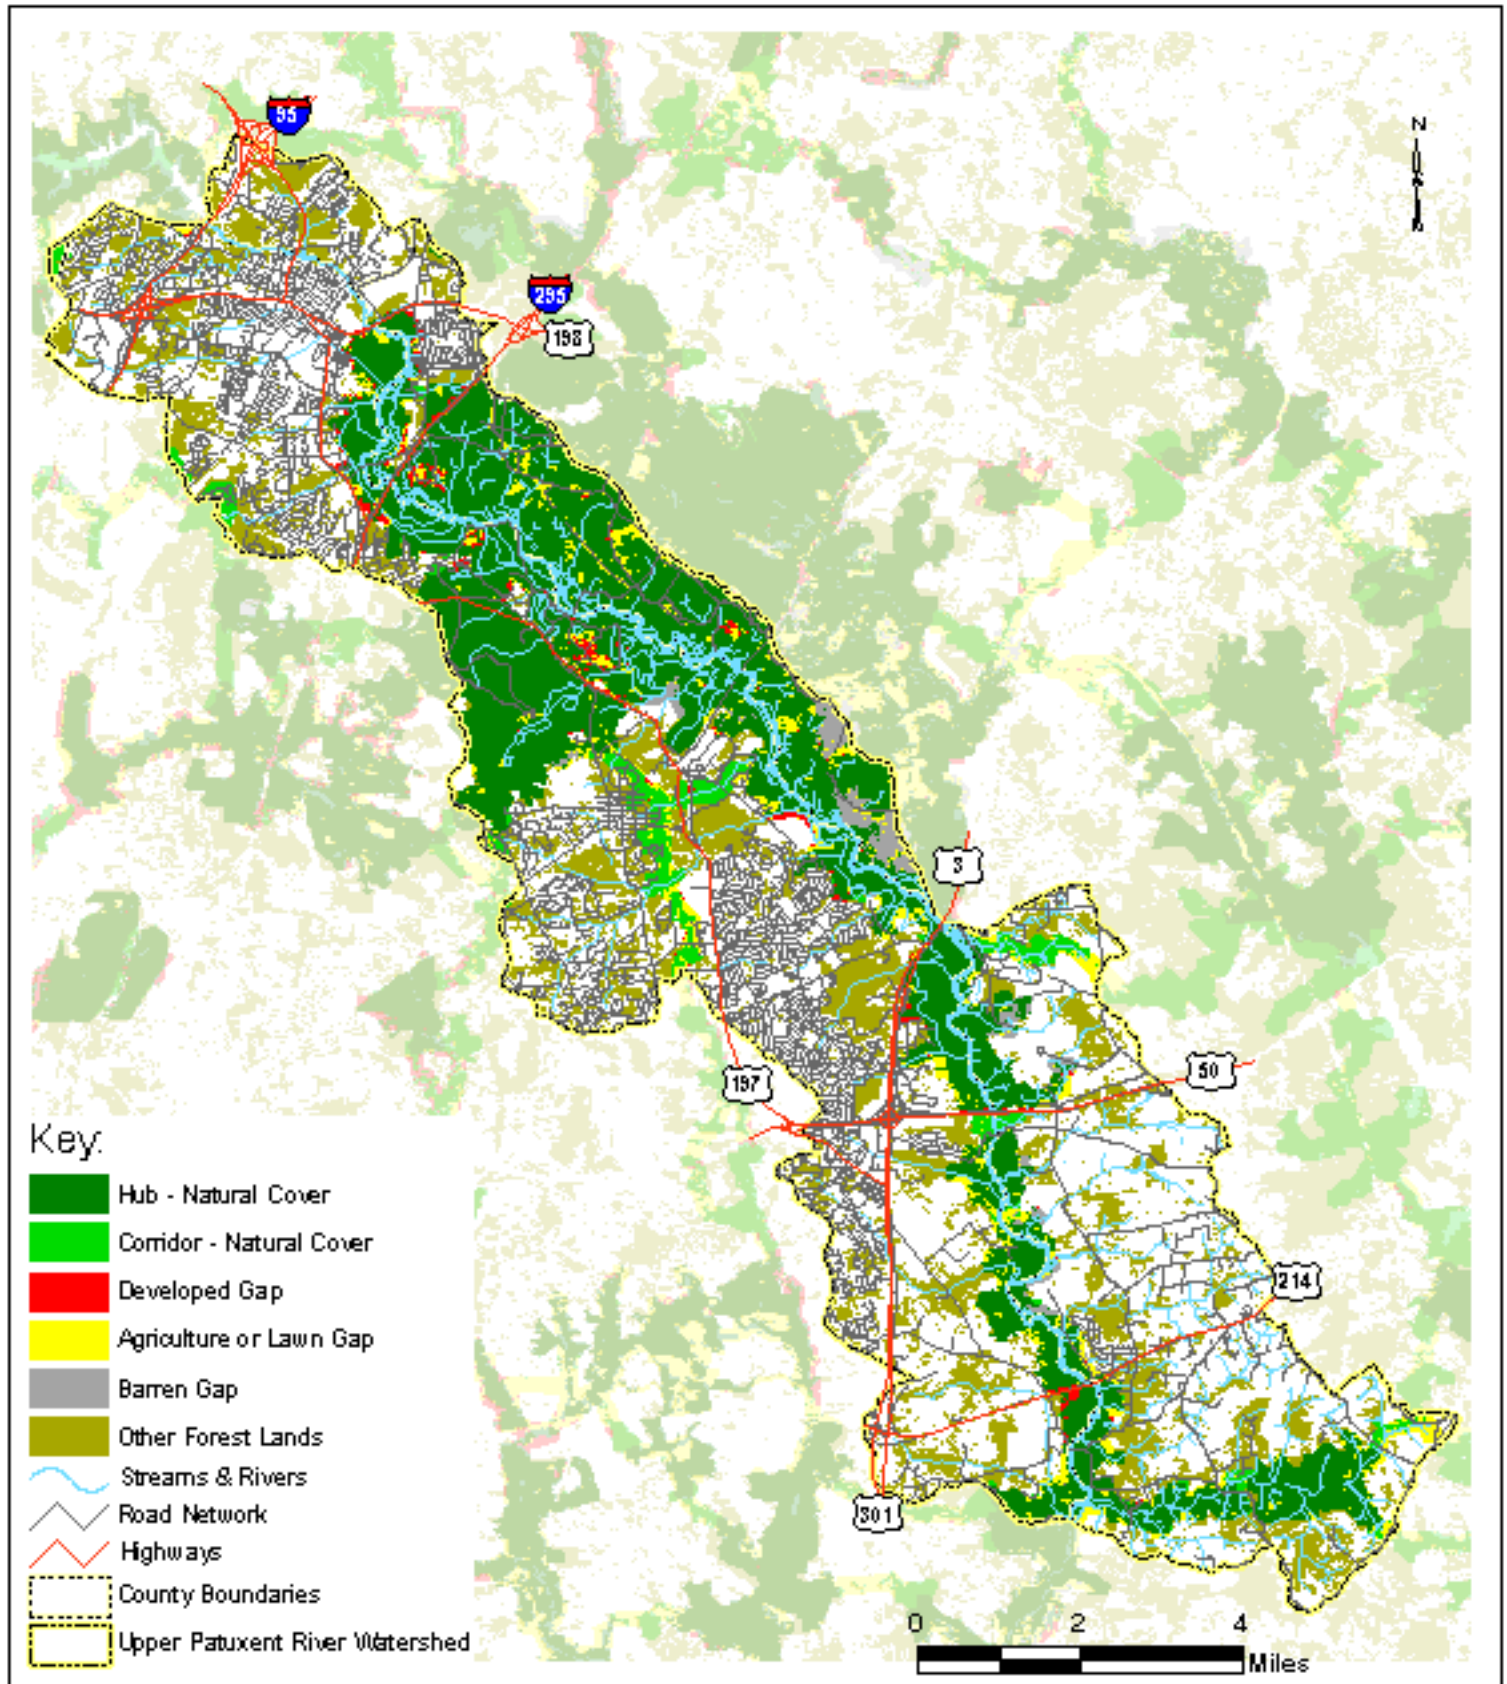 95
N
295
198
3
50
197
Key:
Hub - Natural Cover
Corridor - Natural Cover
214
Developed Gap
Agriculture or Lawn Gap
Barren Gap
Other Forest Lands
Streams & Rivers
Road Network
301
Highways
County Boundaries
0 2 4
Upper Patuxent River Watershed
Miles